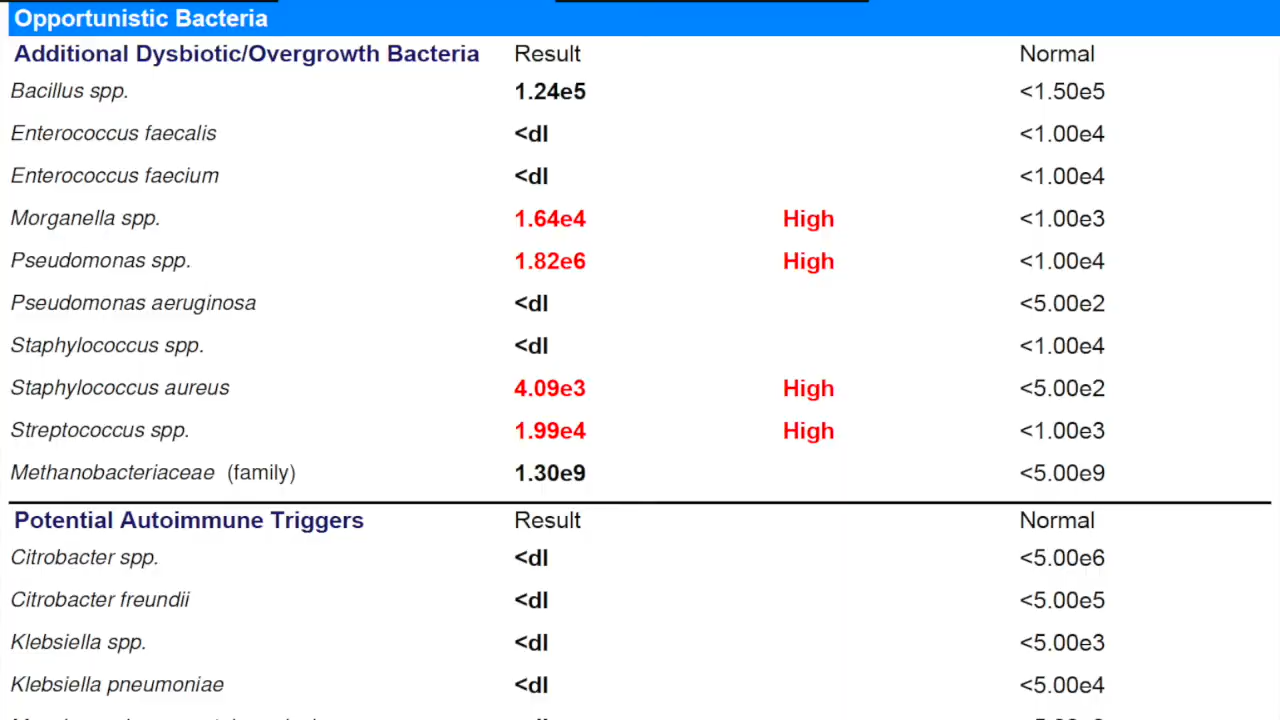 Opportunistic Bacteria
Additional Dysbiotic/Overgrowth Bacteria Result Normal
Bacillus spp. 1.24e5 <1.50e5
Enterococcus faecalis <dl <1.00e4
Enterococcus faecium <dl <1.00e4
Morganella spp. 1.64e4 High <1.00e3
Pseudomonas spp. 1.82e6 High <1.00e4
Pseudomonas aeruginosa <dl <5.00e2
Staphylococcus spp. <dl <1.00e4
Staphylococcus aureus 4.09e3 High <5.00e2
Streptococcus spp. 1.99e4 High <1.00e3
Methanobacteriaceae (family) 1.30e9 <5.00e9
Potential Autoimmune Triggers Result Normal
Citrobacter spp. <dl <5.00e6
Citrobacter freundii <dl <5.00e5
Klebsiella spp. <dl <5.00e3
Klebsiella pneumoniae <dl <5.00e4